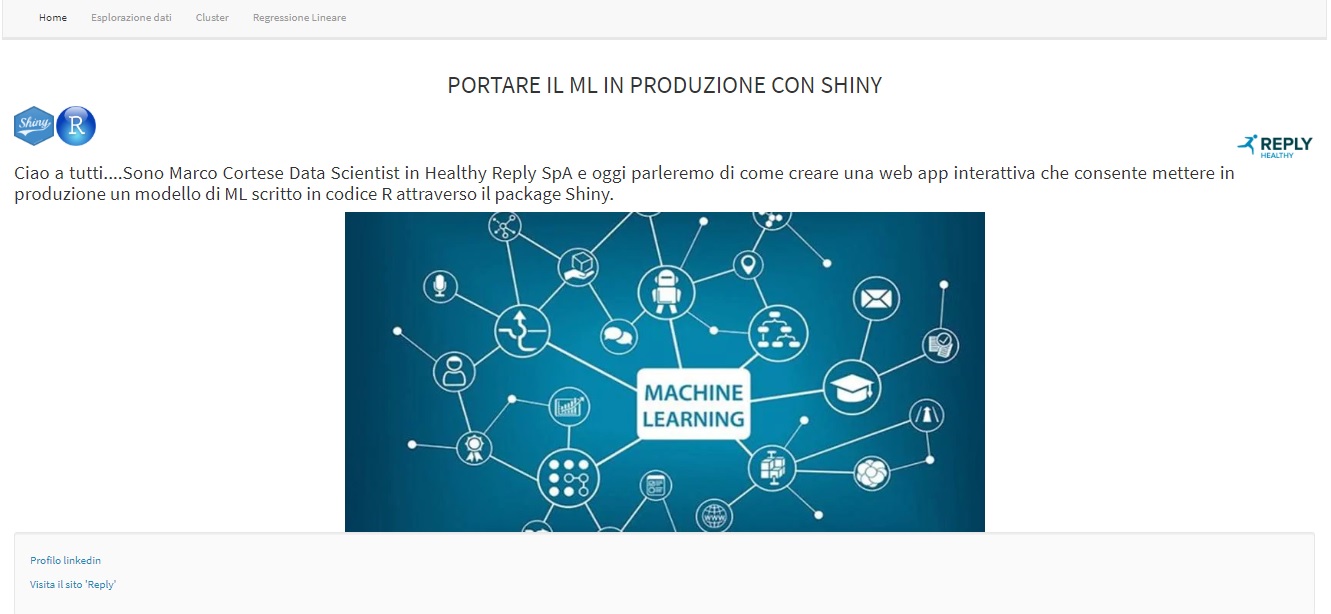 Home Esplorazione dati Cluster Regressione Lineare
PORTARE IL ML IN PRODUZIONE CON SHINY
Shiny R
REPLY
HEALTHY
Ciao a tutti....Sono Marco Cortese Data Scientist in Healthy Reply SpA e oggi parleremo di come creare una web app interattiva che consente mettere in
produzione un modello di ML scritto in codice R attraverso il package Shiny.
MACHINE
LEARNING
WWW
Profilo linkedin
Visita il sito 'Reply'